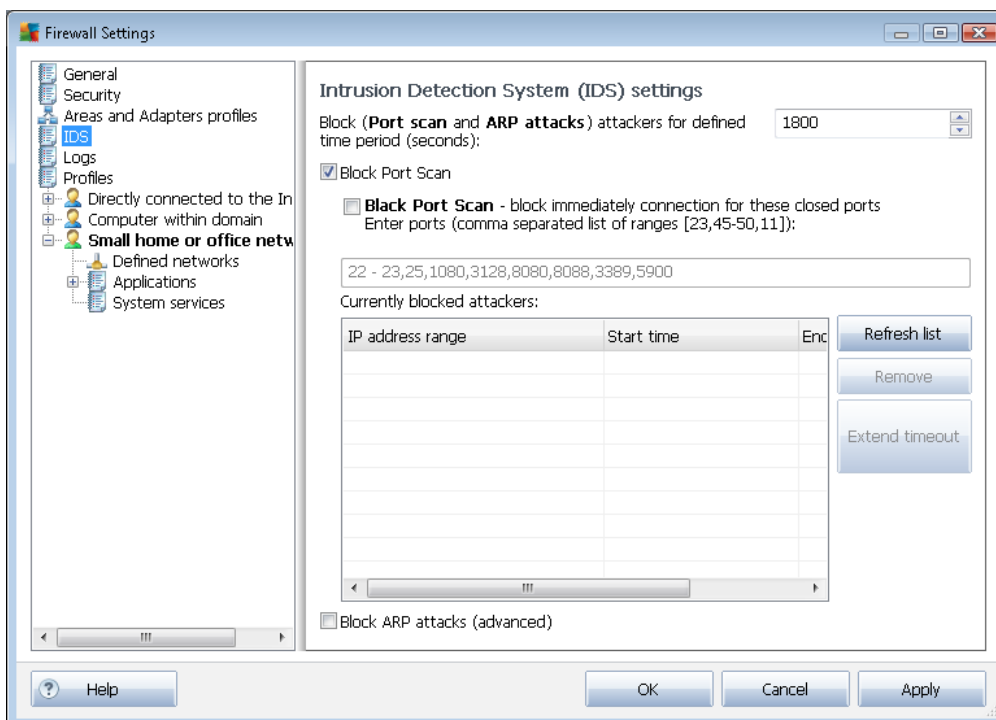 Firewall Settings
General
Security
Areas and Adapters profiles
IDS
Logs
Profiles
Directly connected to the In
Computer within domain
Small home or office netw
Defined networks
Applications
System services
Intrusion Detection System (IDS) settings
Block (Port scan and ARP attacks) attackers for defined
time period (seconds):
1800
Block Port Scan
Black Port Scan - block immediately connection for these closed ports
Enter ports (comma separated list of ranges [23,45-50,11]):
22 - 23,25,1080,3128,8080,8088,3389,5900
Currently blocked attackers:
IP address range Start time Enc
Refresh list
Remove
Extend timeout
Block ARP attacks (advanced)
? Help OK Cancel Apply